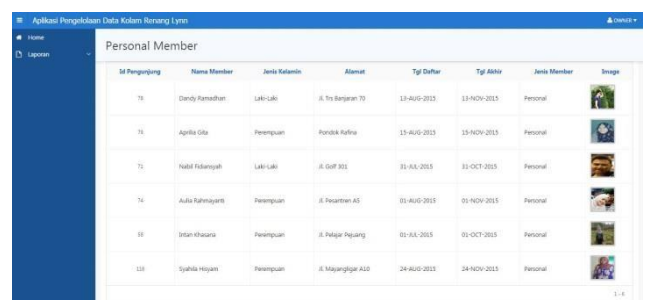 Aplikasi Pengelolaan Data Kolam Renang Lynn OWNER
Home
Laporan
Personal Member
Id Pengunjung Nama Member Jenis Kelamin Alamat Tgl Daftar Tgl Akhir Jenis Member Image
Dandy Ramadhan Laki-Laki Jl. Trs Banjaran 70 13-AUG-2015 13-NOV-2015 Personal
Aprilia Gita Perempuan Pondok Rafina 15-AUG-2015 15-NOV-2015 Personal
71 Nabil Fidiansyah Laki-Laki Jl. Golf 301 31-JUL-2015 31-OCT-2015 Personal
74 Aulia Rahmayanti Perempuan Jl. Pesantren A5 01-AUG-2015 01-NOV-2015 Personal
Intan Khasana Perempuan Jl. Pelajar Pejuang 01-JUL-2015 01-OCT-2015 Personal
Syahila Hisyam Perempuan Jl. Mayangligar A10 24-AUG-2015 24-NOV-2015 Personal
1 - 6